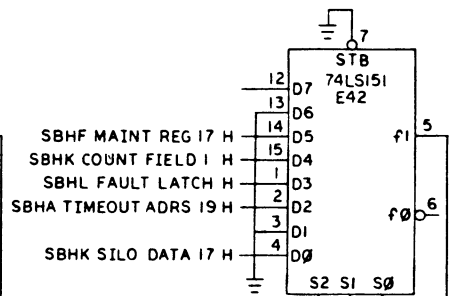 7
STB
74LS151
E42
12 D7
13 D6
SBHF MAINT REG 17 H 14 D5 f1 5
SBHK COUNT FIELD 1 H 15 D4
SBHL FAULT LATCH H 1 D3
SBHA TIMEOUT ADRS 19 H 2 D2 fØ 6
3 D1
SBHK SILO DATA 17 H 4 DØ
S2 S1 SØ